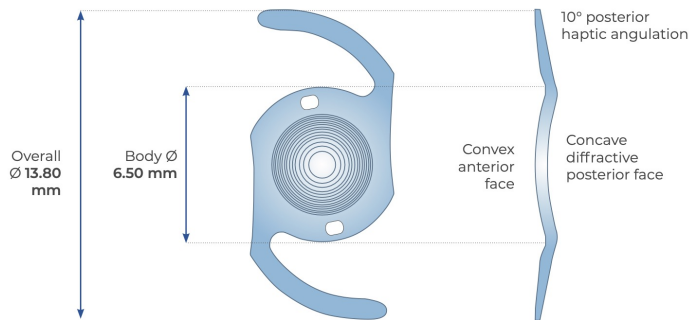 10° posterior
haptic angulation
Overall
Ø 13.80
mm
Body Ø
6.50 mm
Convex
anterior
face
Concave
diffractive
posterior face